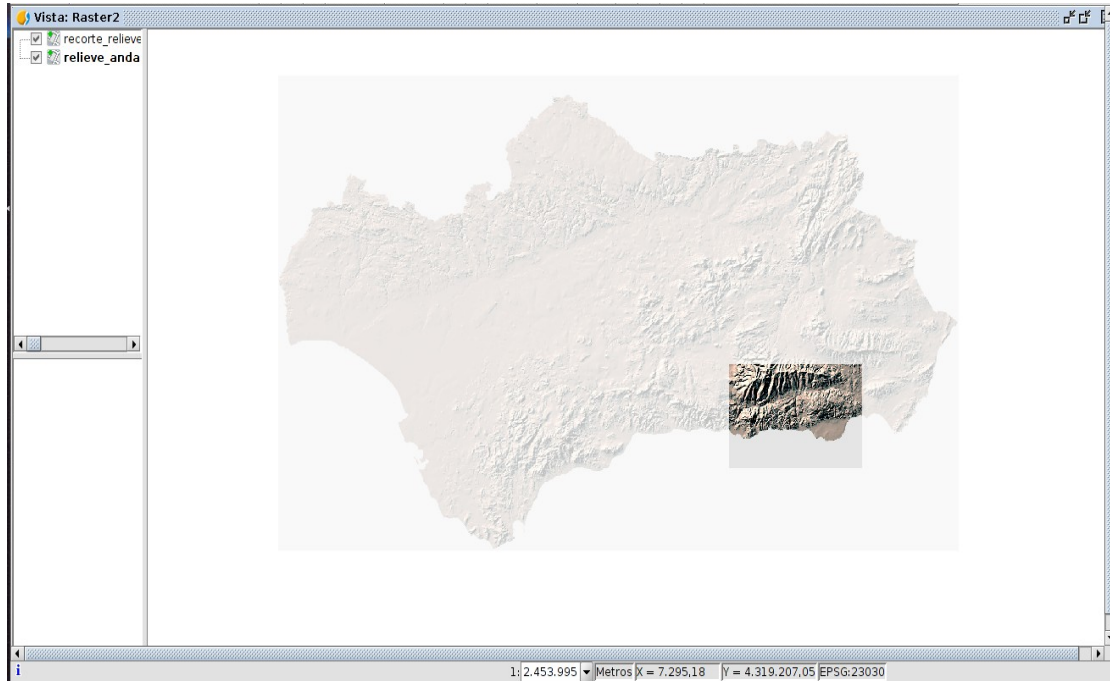 Vista: Raster2
recorte_relieve
relieve_anda
i
1: 2.453.995 Metros X = 7.295,18 Y = 4.319.207,05 EPSG:23030